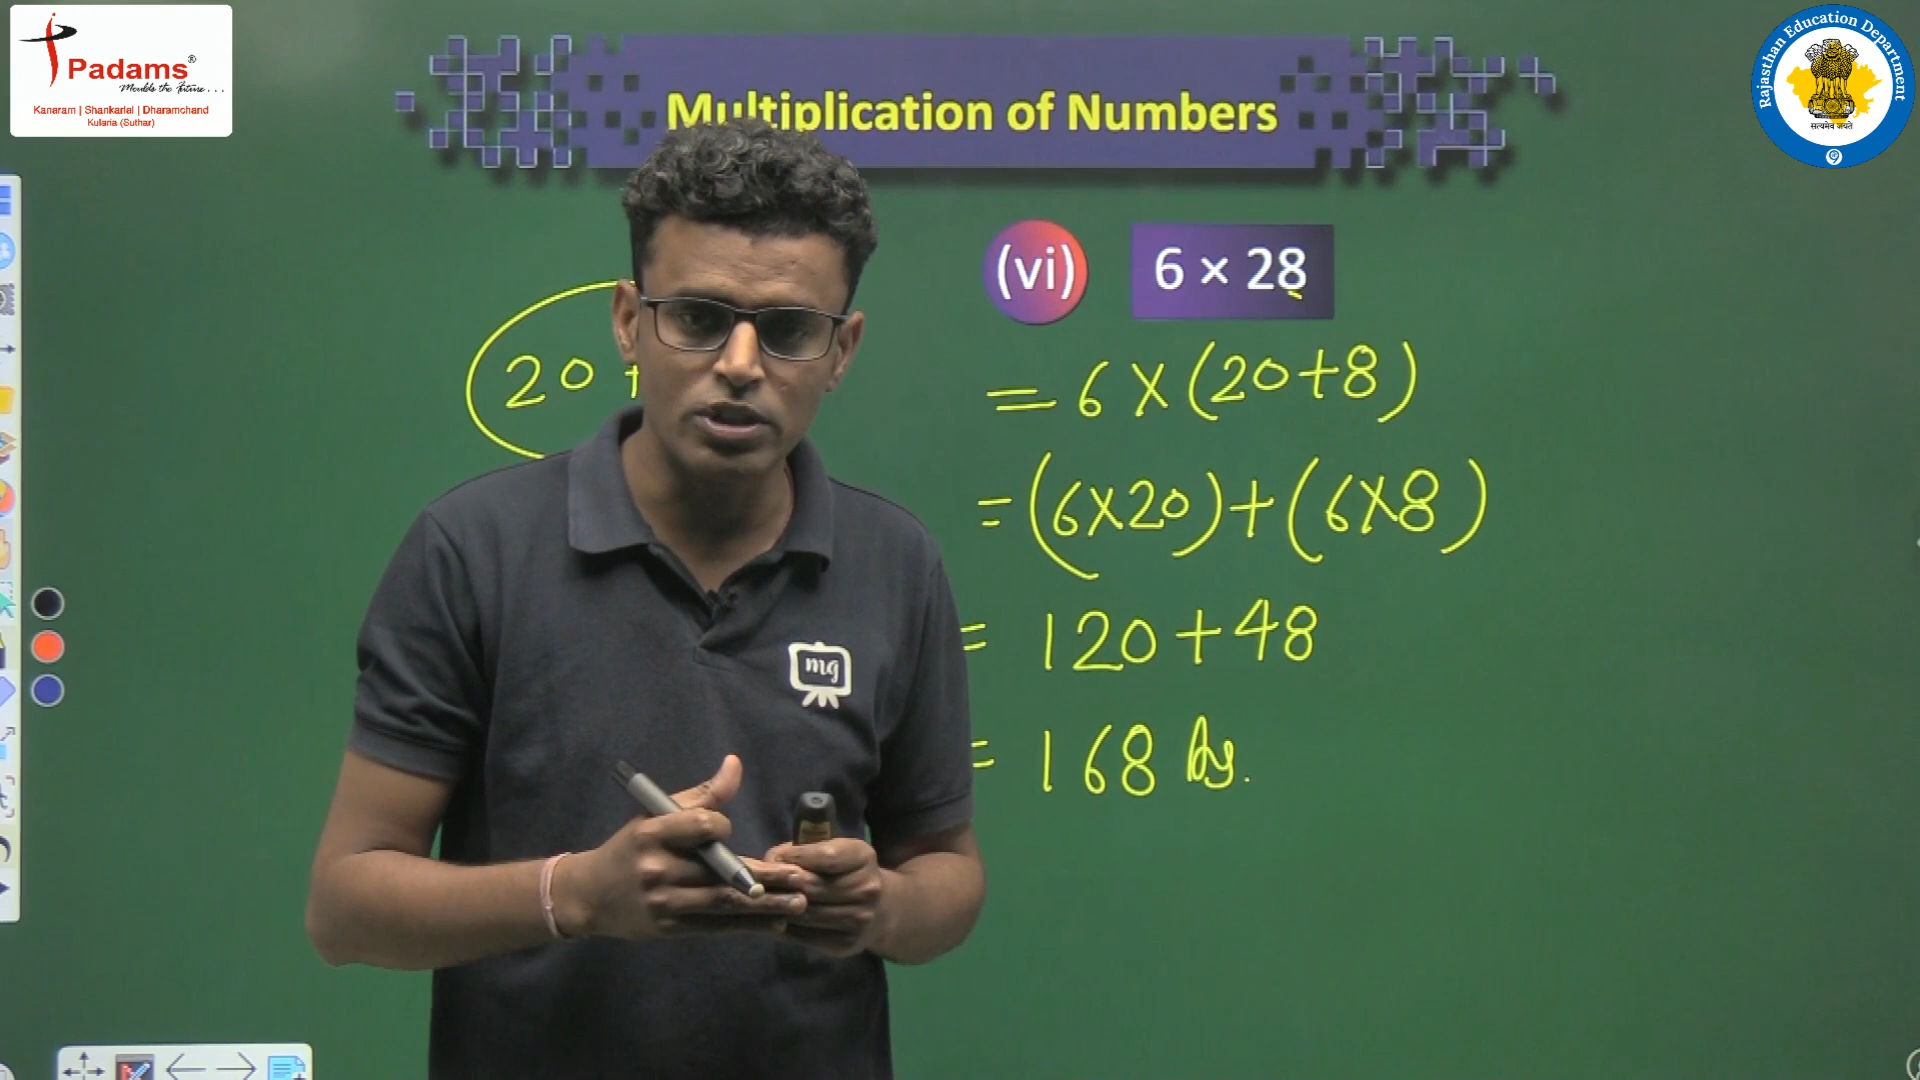 Padams®
Moulds the Future...
Kanaram | Shankarlal | Dharamchand
Kularia (Suthar)
Multiplication of Numbers
Rajasthan Education Department
सत्यमेव जयते
(vi) 6 × 28
20 +
= 6 × (20+8)
= (6×20)+(6×8)
= 120+48
= 168 Ans.
mg